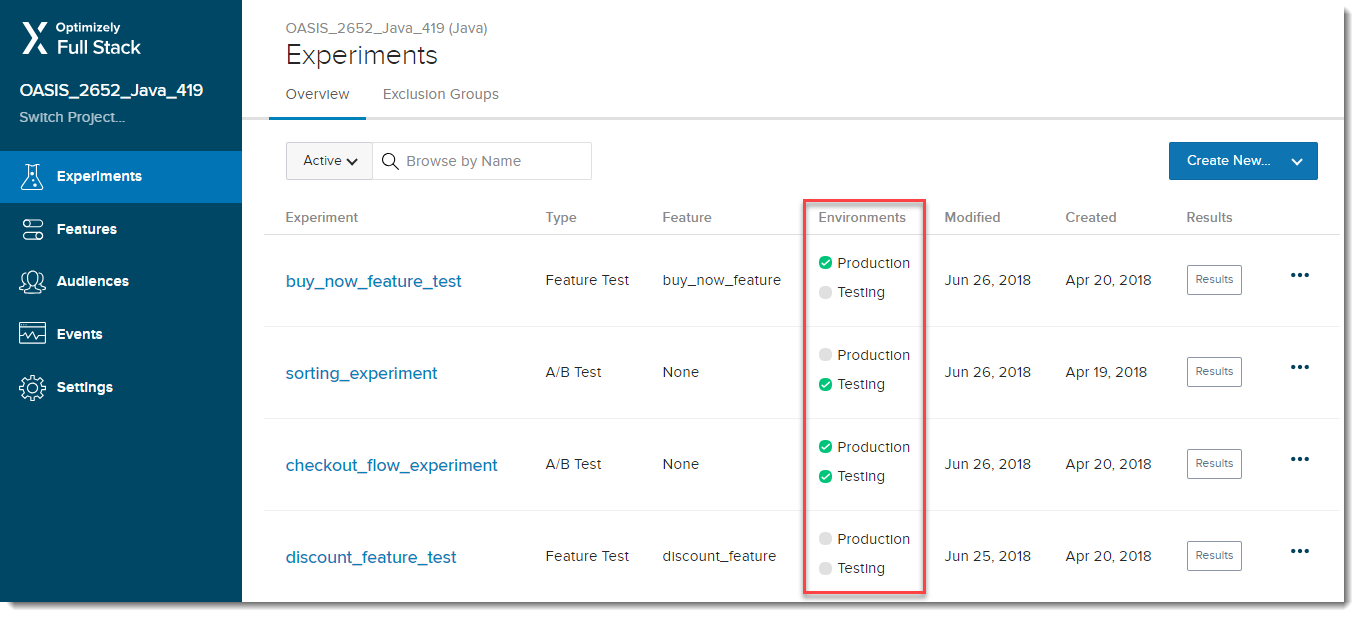 Optimizely
Full Stack
OASIS_2652_Java_419
Switch Project...
Experiments
Features
Audiences
Events
Settings
OASIS_2652_Java_419 (Java)
Experiments
Overview Exclusion Groups
Active Browse by Name Create New...
Experiment Type Feature Environments Modified Created Results
buy_now_feature_test Feature Test buy_now_feature Production Testing Jun 26, 2018 Apr 20, 2018 Results
sorting_experiment A/B Test None Production Testing Jun 26, 2018 Apr 19, 2018 Results
checkout_flow_experiment A/B Test None Production Testing Jun 26, 2018 Apr 20, 2018 Results
discount_feature_test Feature Test discount_feature Production Testing Jun 25, 2018 Apr 20, 2018 Results